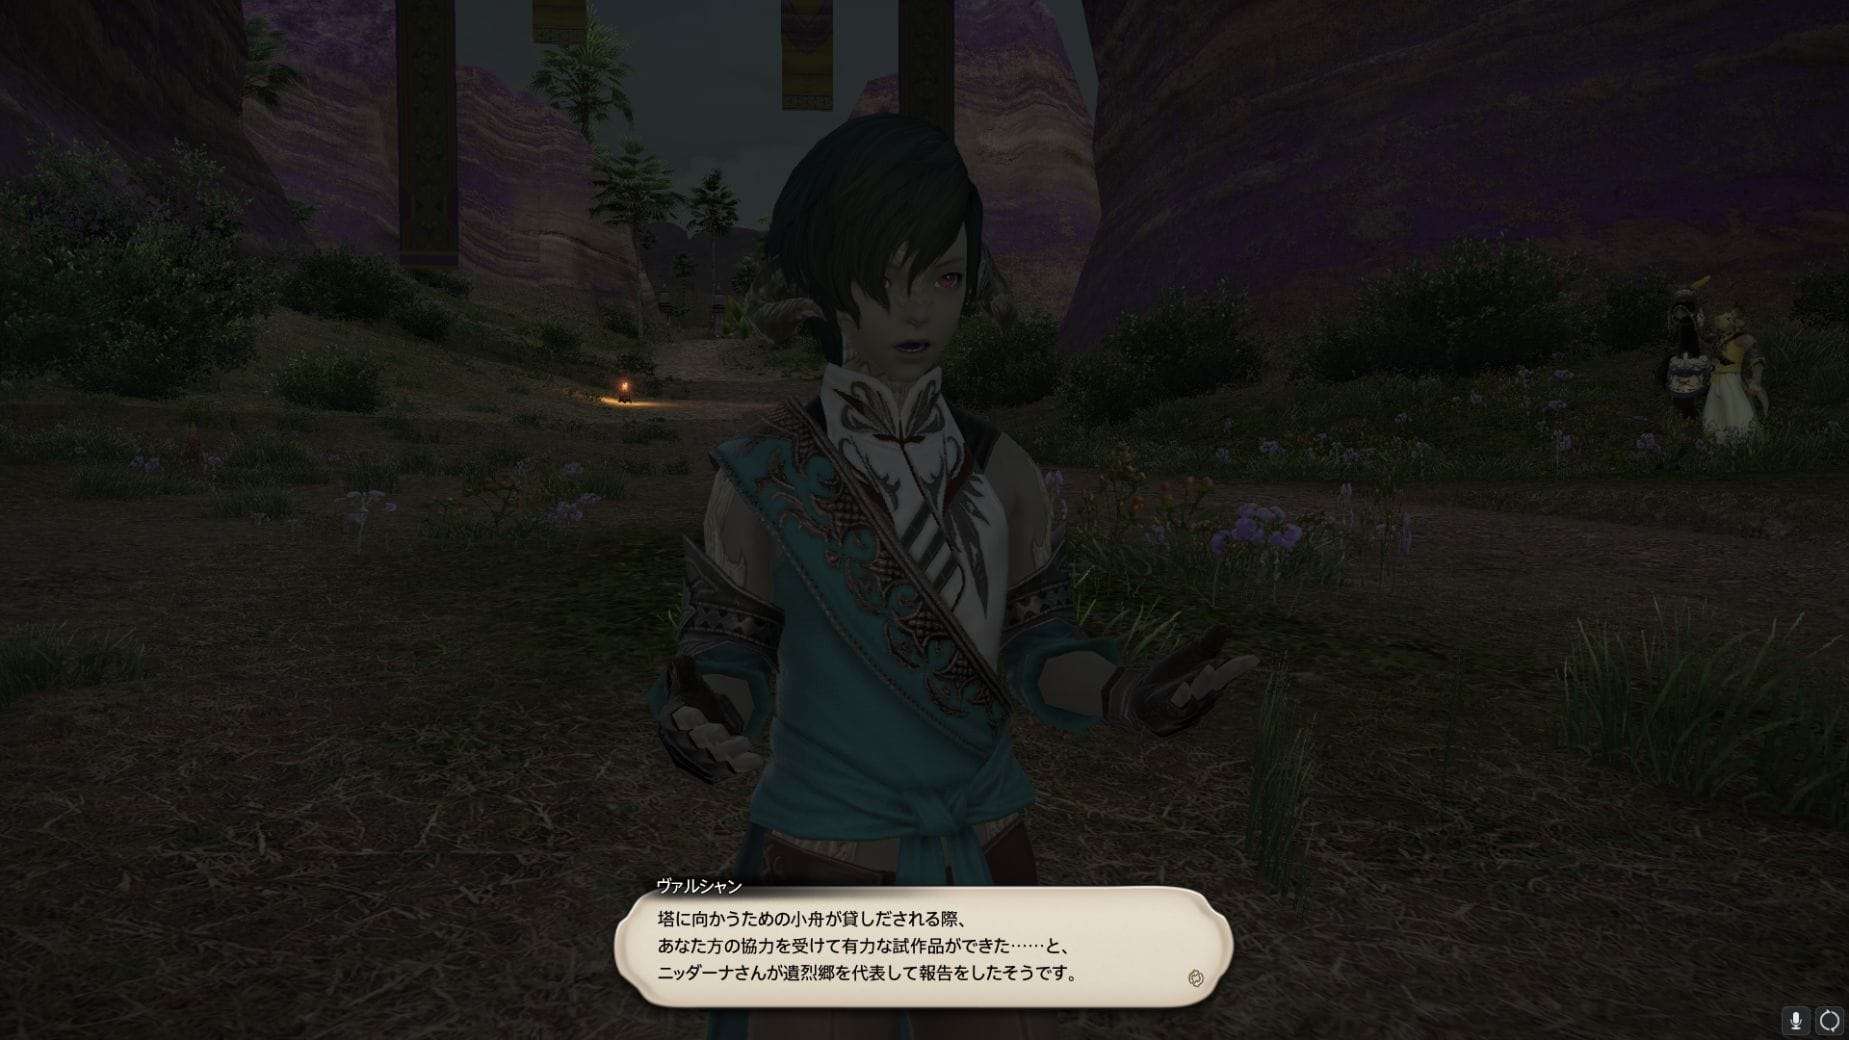 ヴァルシャン
塔に向かうための小舟が貸しだされる際、
あなた方の協力を受けて有力な試作品ができた……と、
ニッダーナさんが遺烈郷を代表して報告をしたそうです。